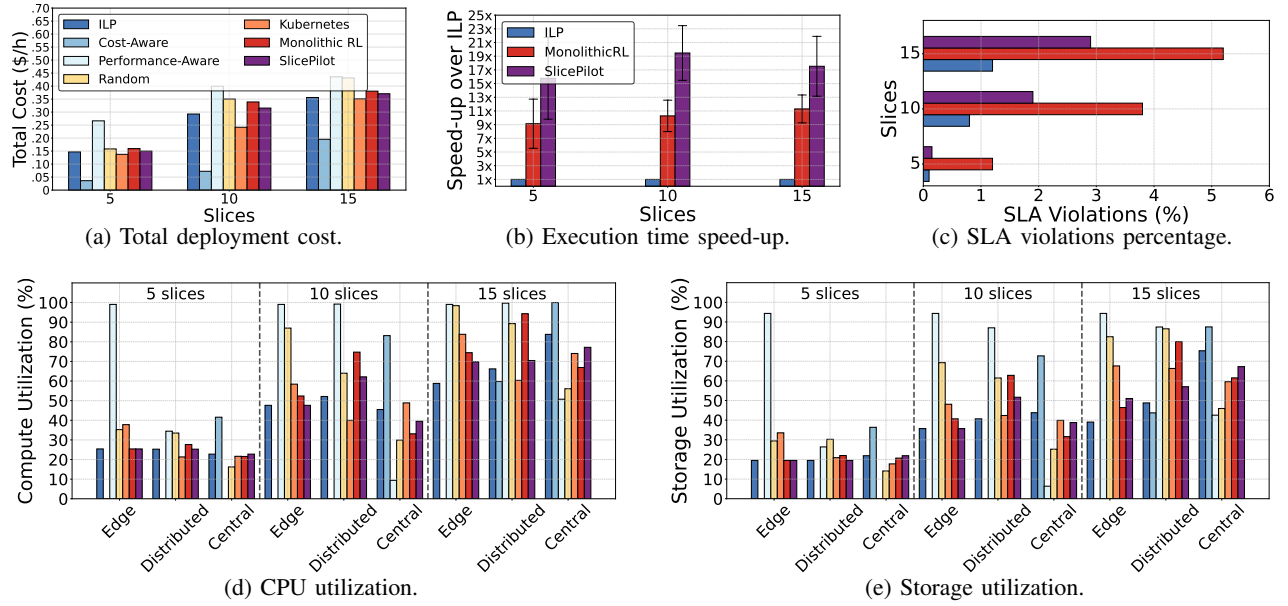 Total Cost ($/h)
.70
.65
.60
.55
.50
.45
.40
.35
.30
.25
.20
.15
.10
.05
0
ILP
Cost-Aware
Performance-Aware
Random
Kubernetes
Monolithic RL
SlicePilot
5 10 15
Slices
(a) Total deployment cost.
Speed-up over ILP
25x
23x
21x
19x
17x
15x
13x
11x
9x
7x
5x
3x
1x
ILP
MonolithicRL
SlicePilot
5 10 15
Slices
(b) Execution time speed-up.
Slices
15
10
5
0 1 2 3 4 5 6
SLA Violations (%)
(c) SLA violations percentage.
Compute Utilization (%)
100
90
80
70
60
50
40
30
20
10
0
5 slices 10 slices 15 slices
Edge Distributed Central Edge Distributed Central Edge Distributed Central
(d) CPU utilization.
Storage Utilization (%)
100
90
80
70
60
50
40
30
20
10
0
5 slices 10 slices 15 slices
Edge Distributed Central Edge Distributed Central Edge Distributed Central
(e) Storage utilization.